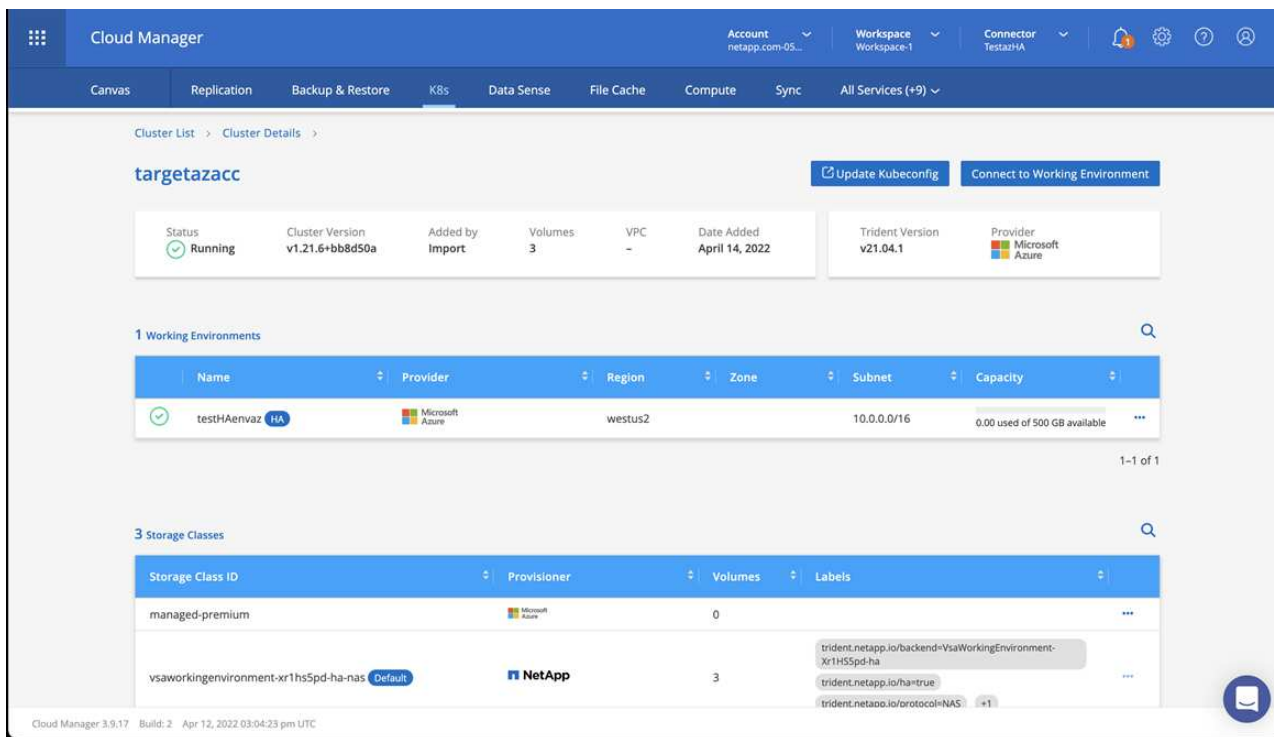 Cloud Manager
Account
netapp.com-05...
Workspace
Workspace-1
Connector
TestazHA
1
Canvas Replication Backup & Restore K8s Data Sense File Cache Compute Sync All Services (+9)
Cluster List > Cluster Details >
targetazacc
Update Kubeconfig
Connect to Working Environment
Status
Running
Cluster Version
v1.21.6+bb8d50a
Added by
Import
Volumes
3
VPC
–
Date Added
April 14, 2022
Trident Version
v21.04.1
Provider
Microsoft
Azure
1 Working Environments
Name Provider Region Zone Subnet Capacity
testHAenvaz HA Microsoft Azure westus2 10.0.0.0/16 0.00 used of 500 GB available
1–1 of 1
3 Storage Classes
Storage Class ID Provisioner Volumes Labels
managed-premium Microsoft Azure 0
trident.netapp.io/backend=VsaWorkingEnvironment-
Xr1HS5pd-ha
vsaworkingenvironment-xr1hs5pd-ha-nas Default NetApp 3 trident.netapp.io/ha=true
trident.netapp.io/protocol=NAS +1
Cloud Manager 3.9.17 Build: 2 Apr 12, 2022 03:04:23 pm UTC